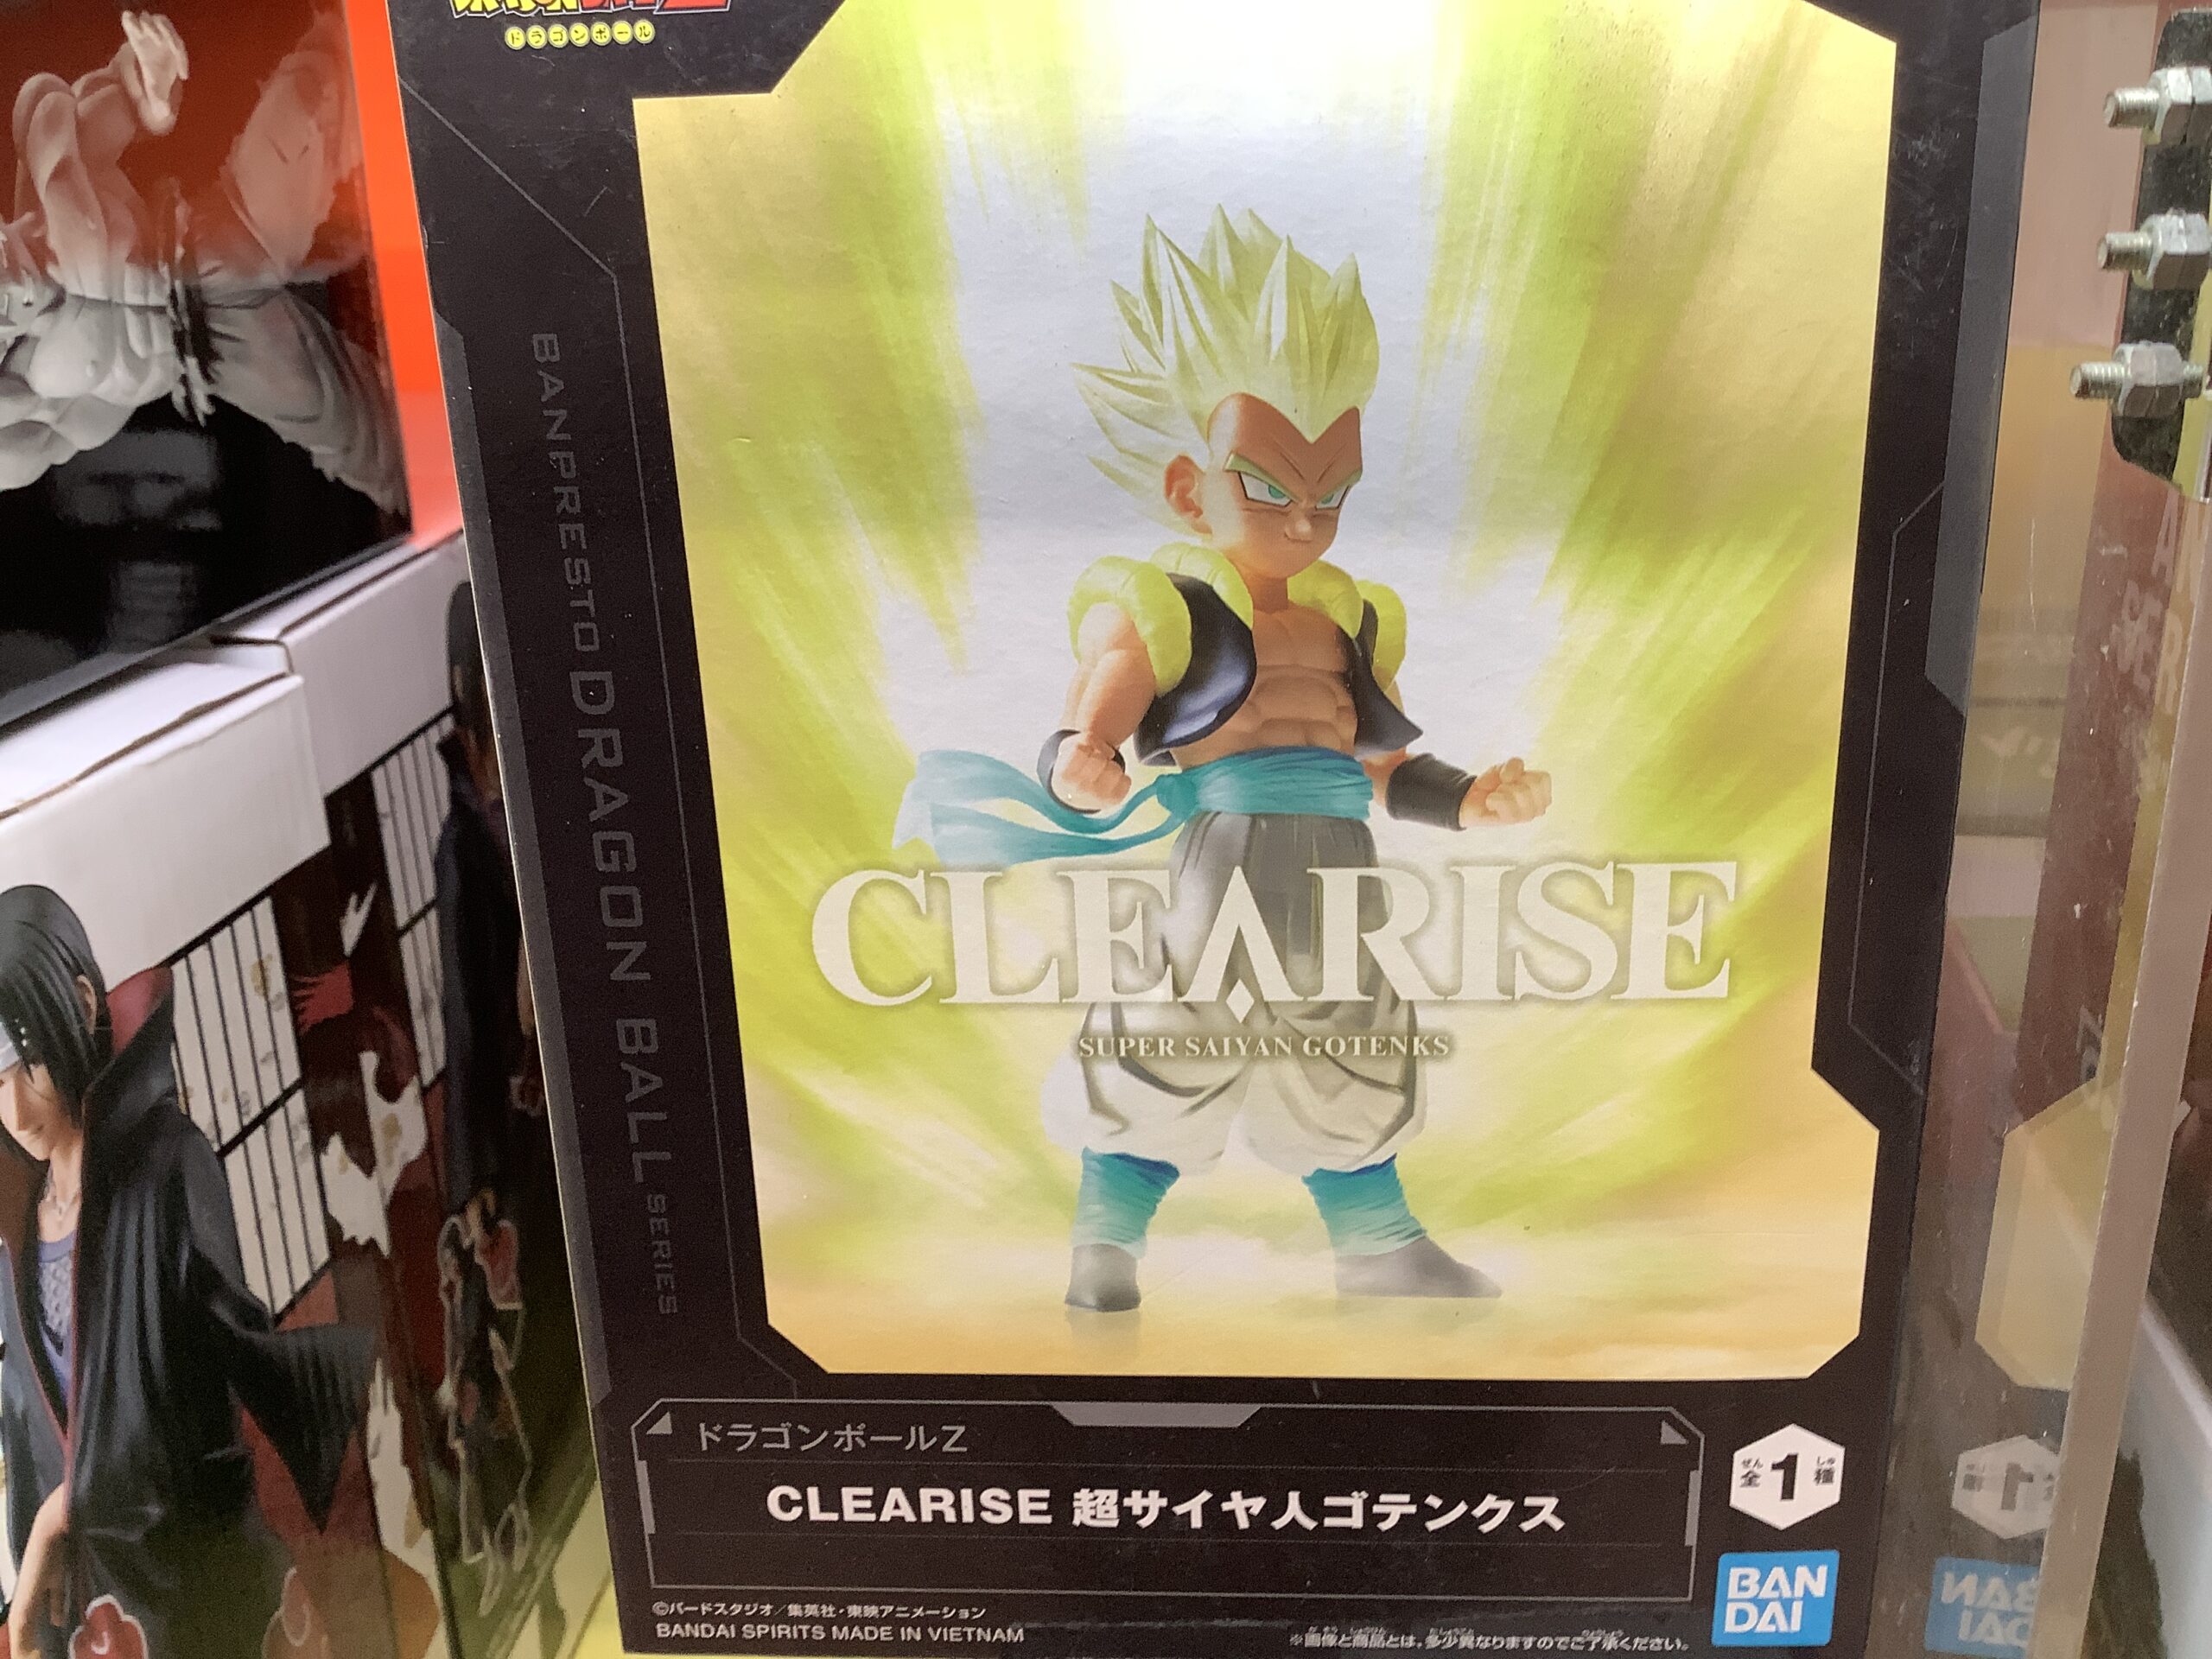 ドラゴンボール
BANPRESTO DRAGON BALL SERIES
CLEARISE
SUPER SAIYAN GOTENKS
ドラゴンボールZ
CLEARISE 超サイヤ人ゴテンクス
全1種
ぜん しゅ
BAN
DAI
©バードスタジオ/集英社・東映アニメーション
BANDAI SPIRITS MADE IN VIETNAM
※画像と商品とは、多少異なりますのでご了承ください。